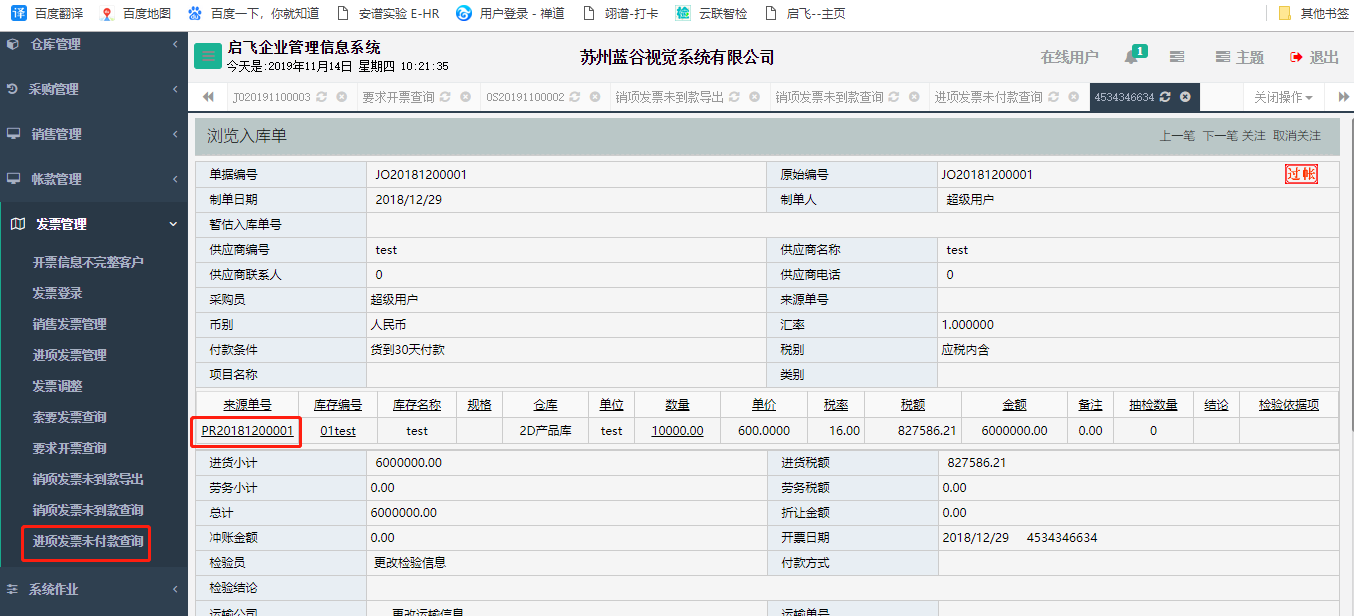 译 百度翻译 百度地图 百度一下，你就知道 安谱实验 E-HR 用户登录 - 禅道 翊谱-打卡 检 云联智检 启飞--主页 其他书签
仓库管理
采购管理
销售管理
帐款管理
发票管理
开票信息不完整客户
发票登录
销售发票管理
进项发票管理
发票调整
索要发票查询
要求开票查询
销项发票未到款导出
销项发票未到款查询
进项发票未付款查询
系统作业
启飞企业管理信息系统
今天是:2019年11月14日 星期四 10:21:35
苏州蓝谷视觉系统有限公司
在线用户 1 主题 退出
JO20191100003 要求开票查询 OS20191100002 销项发票未到款导出 销项发票未到款查询 进项发票未付款查询 4534346634 关闭操作
浏览入库单 上一笔 下一笔 关注 取消关注
单据编号 JO20181200001 原始编号 JO20181200001 过帐
制单日期 2018/12/29 制单人 超级用户
暂估入库单号
供应商编号 test 供应商名称 test
供应商联系人 0 供应商电话 0
采购员 超级用户 来源单号
币别 人民币 汇率 1.000000
付款条件 货到30天付款 税别 应税内含
项目名称 类别
来源单号 库存编号 库存名称 规格 仓库 单位 数量 单价 税率 税额 金额 备注 抽检数量 结论 检验依据项
PR20181200001 01test test 2D产品库 test 10000.00 600.0000 16.00 827586.21 6000000.00 0.00 0
进货小计 6000000.00 进货税额 827586.21
劳务小计 0.00 劳务税额 0.00
总计 6000000.00 折让金额 0.00
冲账金额 0.00 开票日期 2018/12/29 4534346634
检验员 更改检验信息 付款方式
检验结论
运输公司 更改运输信息 运输单号